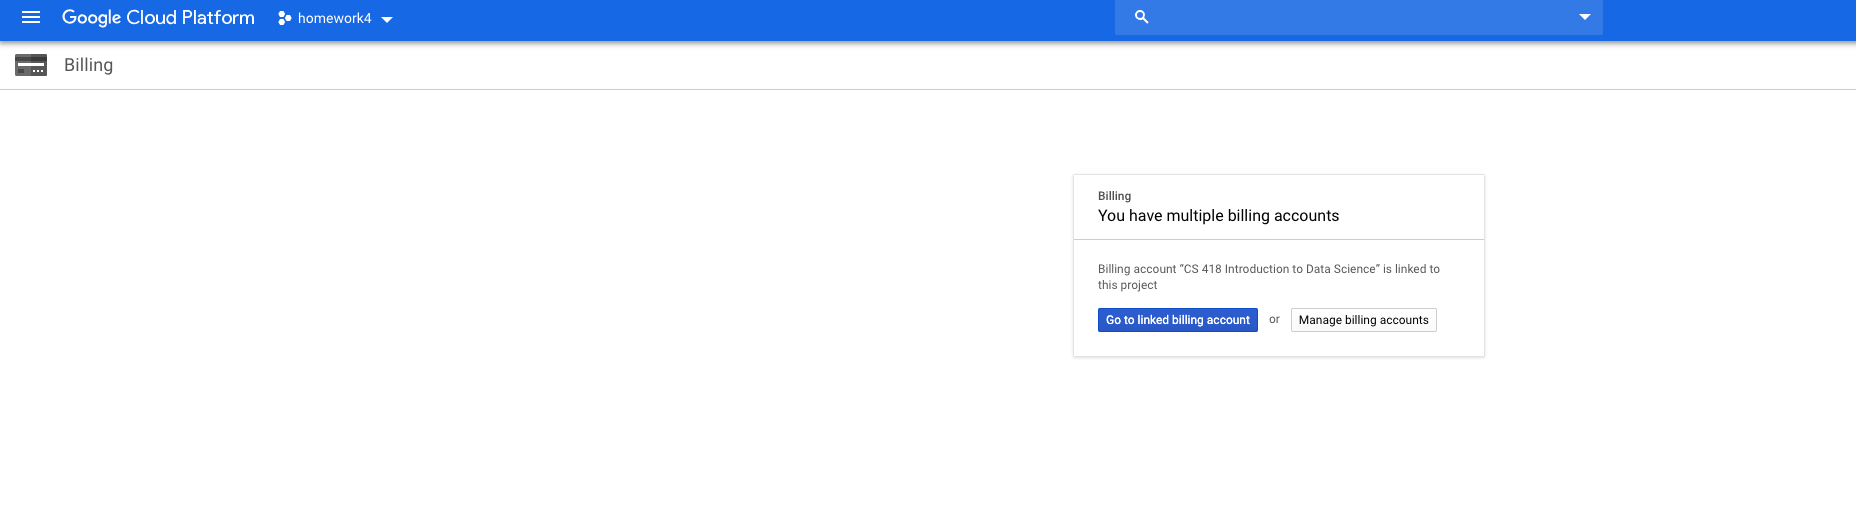 Google Cloud Platform homework4
Billing
Billing
You have multiple billing accounts
Billing account “CS 418 Introduction to Data Science” is linked to
this project
Go to linked billing account or Manage billing accounts